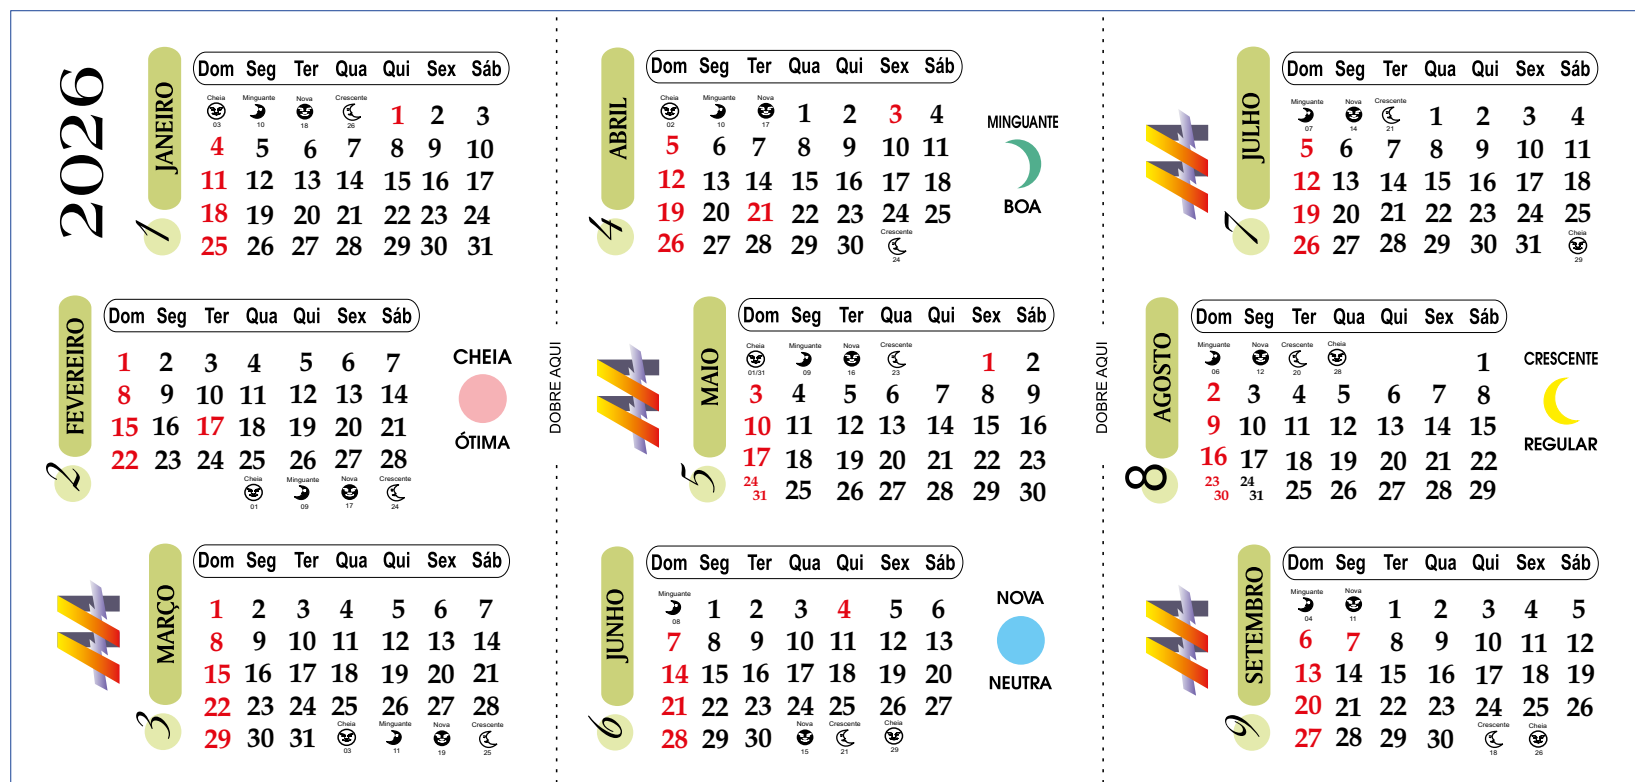 2026
JANEIRO
1
Dom Seg Ter Qua Qui Sex Sáb
Cheia Minguante Nova Crescente
1 2 3
03 10 18 26
4 5 6 7 8 9 10
11 12 13 14 15 16 17
18 19 20 21 22 23 24
25 26 27 28 29 30 31
FEVEREIRO
2
Dom Seg Ter Qua Qui Sex Sáb
1 2 3 4 5 6 7
8 9 10 11 12 13 14
15 16 17 18 19 20 21
22 23 24 25 26 27 28
Cheia Minguante Nova Crescente
01 09 17 24
CHEIA
ÓTIMA
MARÇO
3
Dom Seg Ter Qua Qui Sex Sáb
1 2 3 4 5 6 7
8 9 10 11 12 13 14
15 16 17 18 19 20 21
22 23 24 25 26 27 28
29 30 31
Cheia Minguante Nova Crescente
03 11 19 25
DOBRE AQUI
ABRIL
4
Dom Seg Ter Qua Qui Sex Sáb
Cheia Minguante Nova
1 2 3 4
02 10 17
5 6 7 8 9 10 11
12 13 14 15 16 17 18
19 20 21 22 23 24 25
26 27 28 29 30
Crescente
24
MINGUANTE
BOA
MAIO
5
Dom Seg Ter Qua Qui Sex Sáb
Cheia Minguante Nova Crescente
1 2
01/31 09 16 23
3 4 5 6 7 8 9
10 11 12 13 14 15 16
17 18 19 20 21 22 23
24 31 25 26 27 28 29 30
JUNHO
6
Dom Seg Ter Qua Qui Sex Sáb
Minguante
1 2 3 4 5 6
08
7 8 9 10 11 12 13
14 15 16 17 18 19 20
21 22 23 24 25 26 27
28 29 30
Nova Crescente Cheia
15 21 29
NOVA
NEUTRA
DOBRE AQUI
JULHO
7
Dom Seg Ter Qua Qui Sex Sáb
Minguante Nova Crescente
1 2 3 4
07 14 21
5 6 7 8 9 10 11
12 13 14 15 16 17 18
19 20 21 22 23 24 25
26 27 28 29 30 31
Cheia
29
AGOSTO
8
Dom Seg Ter Qua Qui Sex Sáb
Minguante Nova Crescente Cheia
1
06 12 20 28
2 3 4 5 6 7 8
9 10 11 12 13 14 15
16 17 18 19 20 21 22
23 30 24 31 25 26 27 28 29
CRESCENTE
REGULAR
SETEMBRO
9
Dom Seg Ter Qua Qui Sex Sáb
Minguante Nova
1 2 3 4 5
04 11
6 7 8 9 10 11 12
13 14 15 16 17 18 19
20 21 22 23 24 25 26
27 28 29 30
Crescente Cheia
18 26